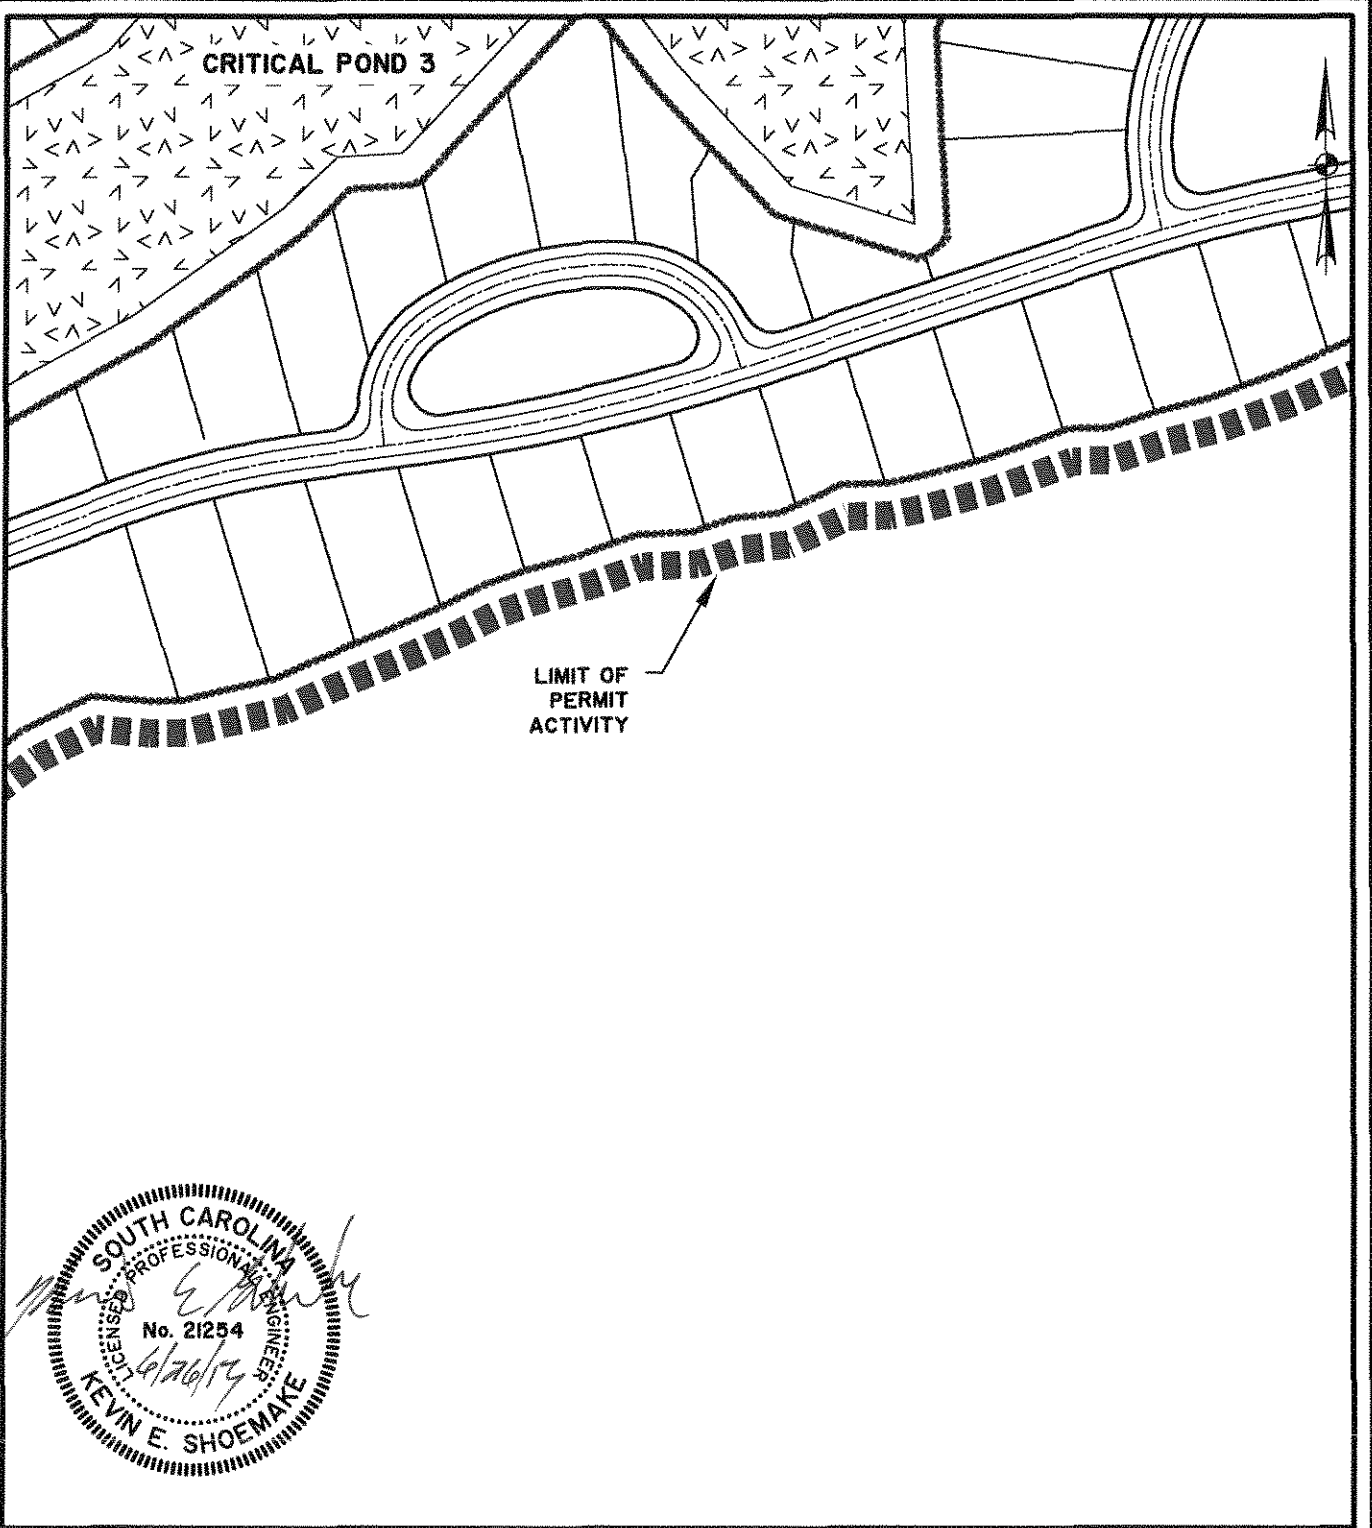 CRITICAL POND 3
LIMIT OF
PERMIT
ACTIVITY
SOUTH CAROLINA
LICENSED PROFESSIONAL ENGINEER
No. 21254
KEVIN E. SHOEMAKE